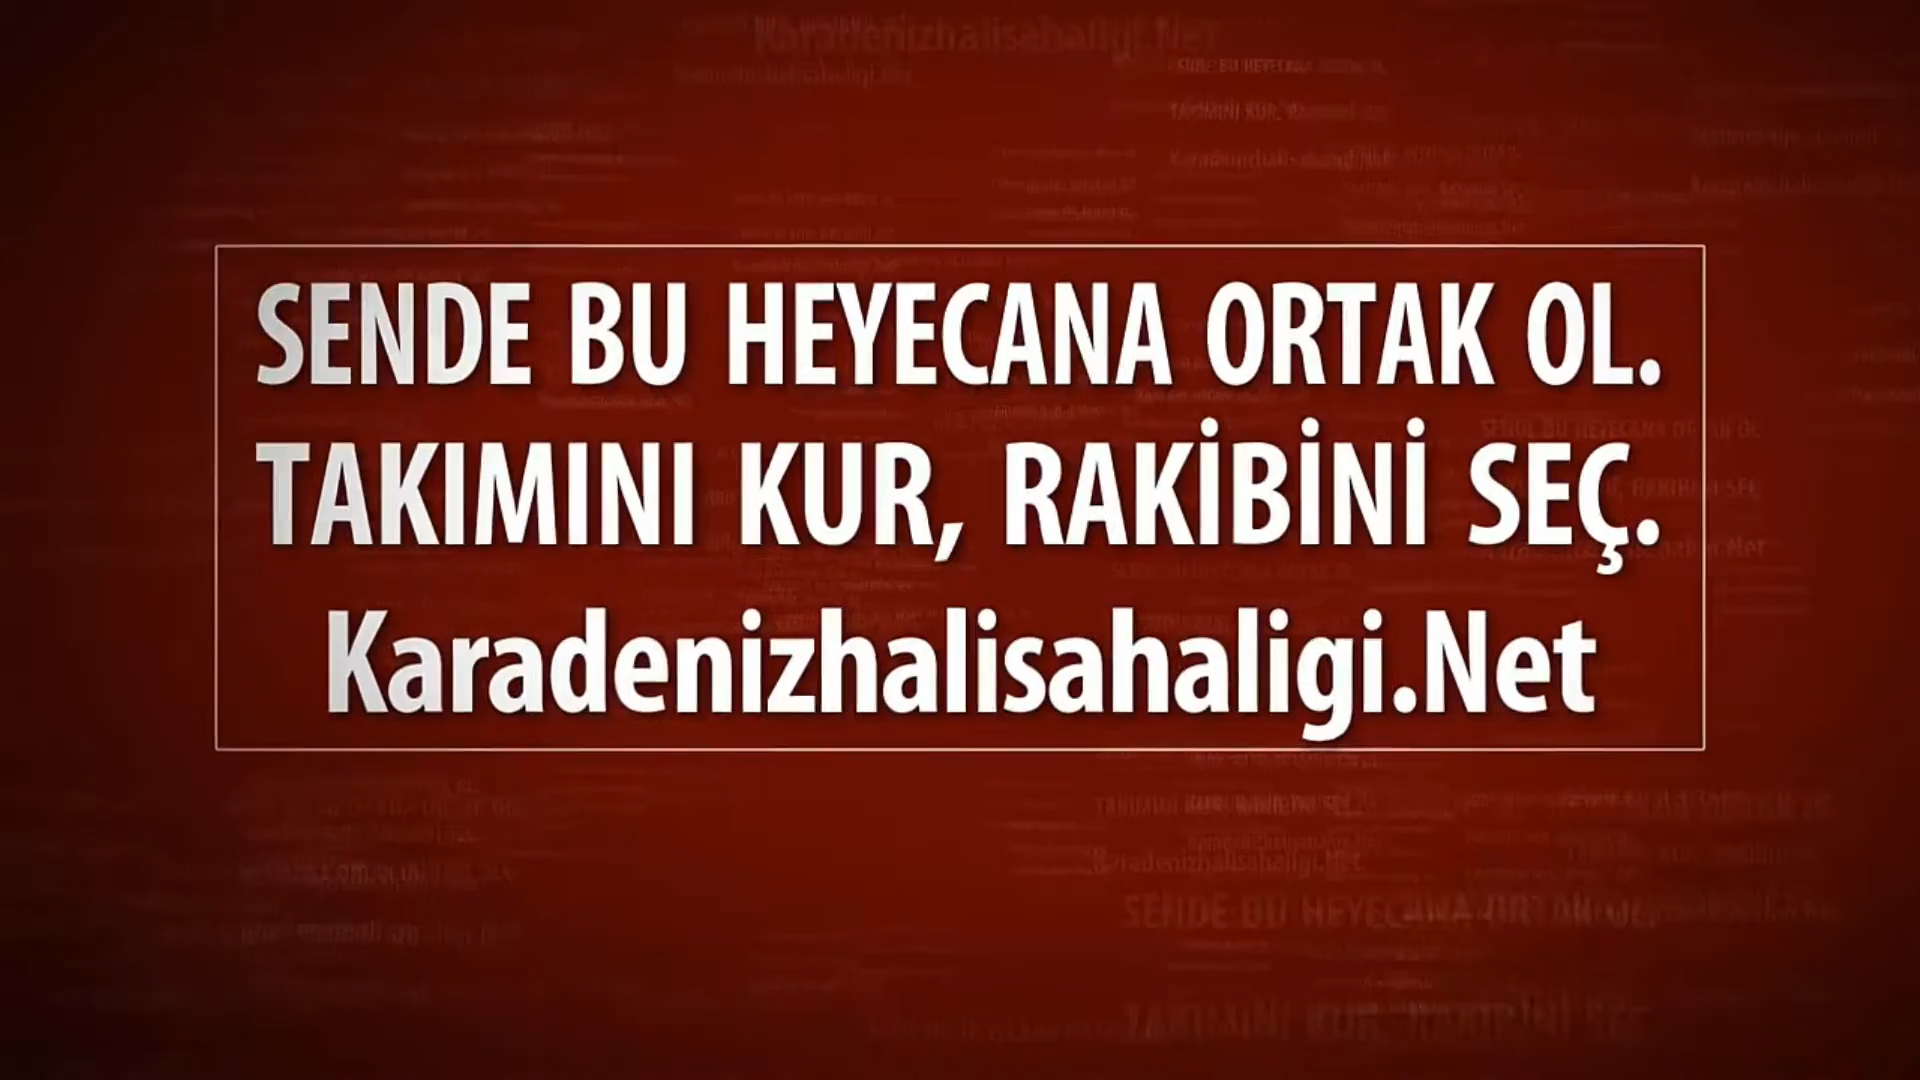 SENDE BU HEYECANA ORTAK OL.
TAKIMINI KUR, RAKİBİNİ SEÇ.
Karadenizhalisahaligi.Net